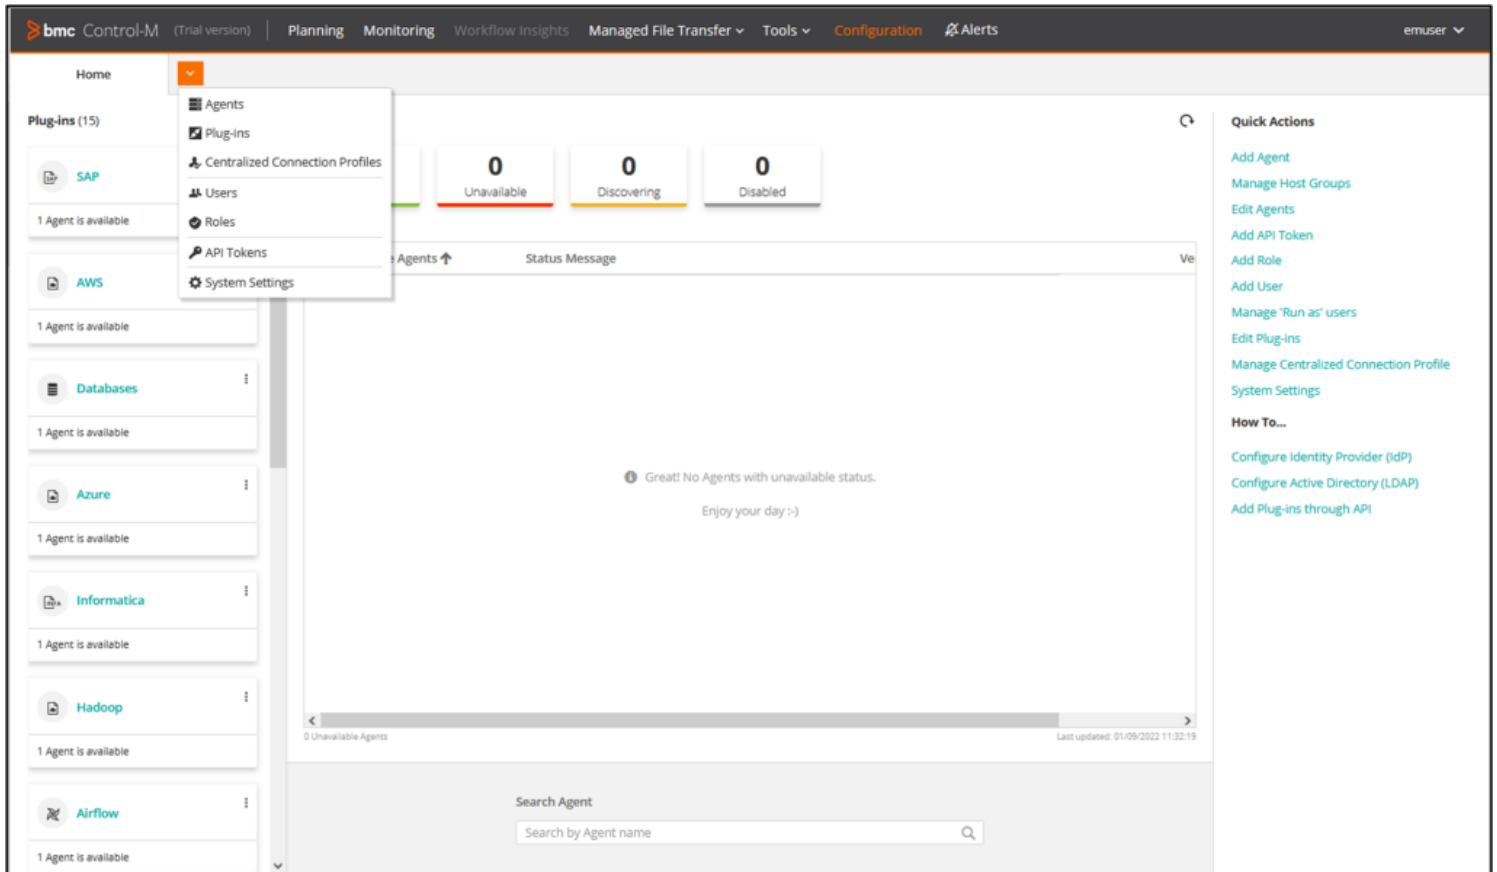 bmc Control-M (Trial version) Planning Monitoring Workflow Insights Managed File Transfer Tools Configuration Alerts emuser
Home
Agents
Plug-ins
Centralized Connection Profiles
Users
Roles
API Tokens
System Settings
Plug-ins (15)
SAP
1 Agent is available
AWS
1 Agent is available
Databases
1 Agent is available
Azure
1 Agent is available
Informatica
1 Agent is available
Hadoop
1 Agent is available
Airflow
1 Agent is available
0
Unavailable
0
Discovering
0
Disabled
Agents Status Message Ve
Great! No Agents with unavailable status.
Enjoy your day :-)
0 Unavailable Agents Last updated: 01/09/2022 11:32:19
Search Agent
Search by Agent name
Quick Actions
Add Agent
Manage Host Groups
Edit Agents
Add API Token
Add Role
Add User
Manage 'Run as' users
Edit Plug-ins
Manage Centralized Connection Profile
System Settings
How To...
Configure Identity Provider (IdP)
Configure Active Directory (LDAP)
Add Plug-ins through API